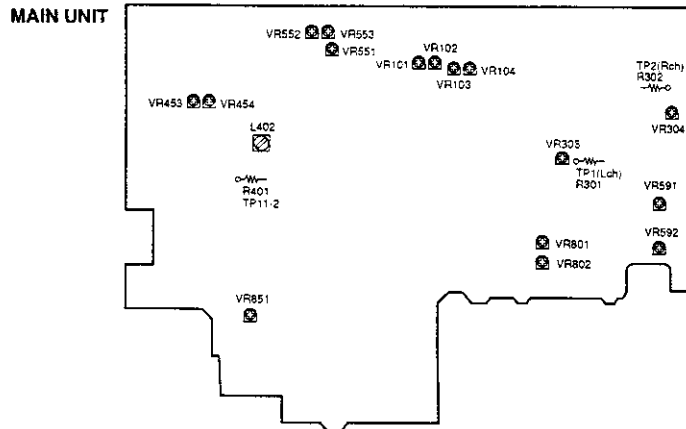 MAIN UNIT
VR552 VR553
VR551
VR102
VR101 VR104
VR103
TP2(Rch)
R302
VR304
VR453 VR454
L402
R401
TP11-2
VR303
TP1(Lch)
R301
VR591
VR592
VR801
VR802
VR851